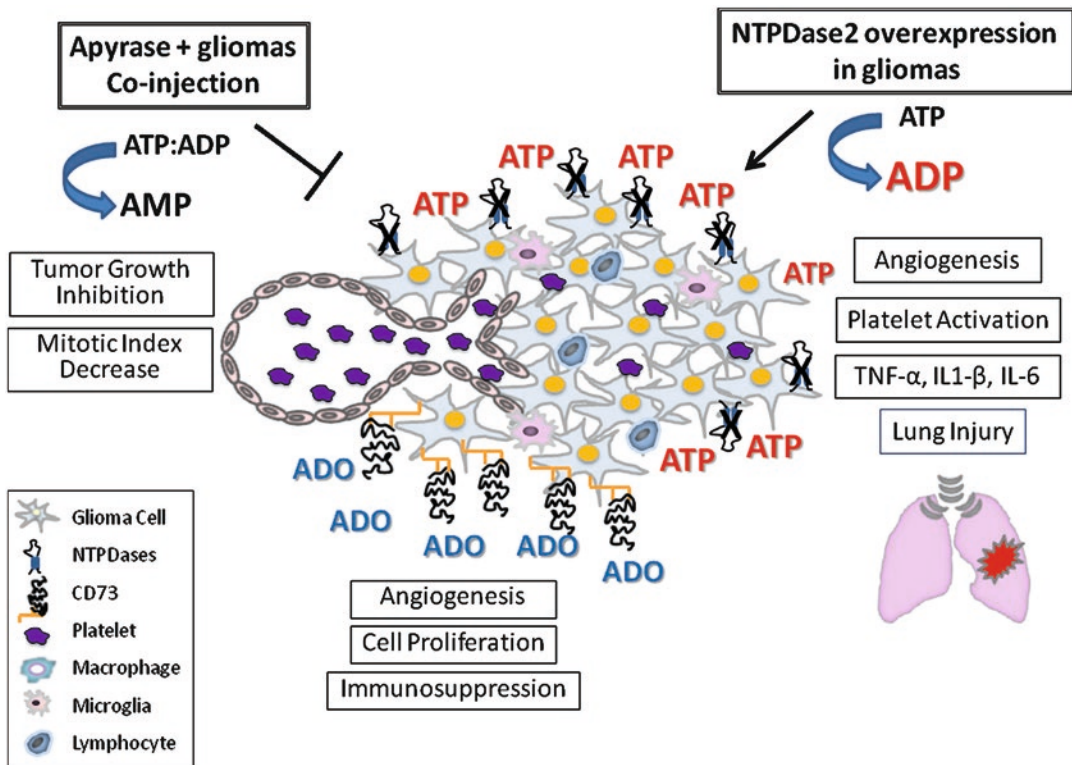 Apyrase + gliomas
Co-injection
ATP:ADP
AMP
Tumor Growth
Inhibition
Mitotic Index
Decrease
NTPDase2 overexpression
in gliomas
ATP
ADP
ATP
ATP
ATP
ATP
ATP
ATP
ATP
Angiogenesis
Platelet Activation
TNF-α, IL1-β, IL-6
Lung Injury
ADO
ADO
ADO
ADO
ADO
Angiogenesis
Cell Proliferation
Immunosuppression
Glioma Cell
NTPDases
CD73
Platelet
Macrophage
Microglia
Lymphocyte